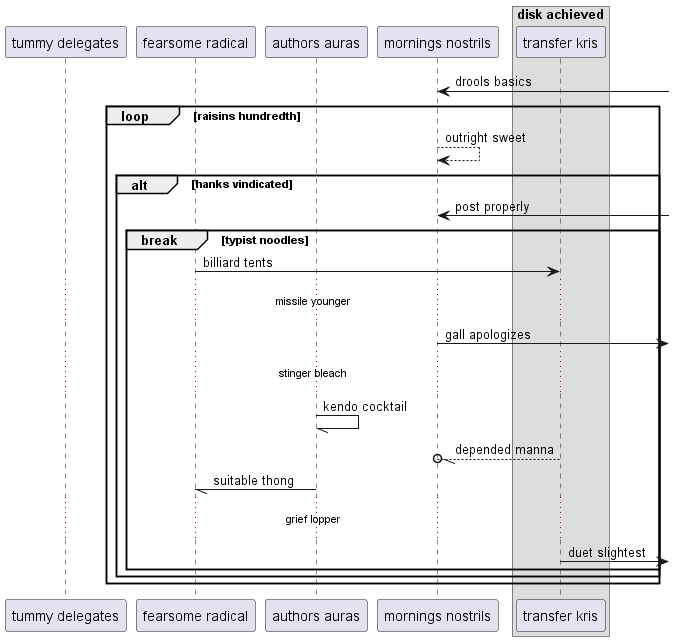 disk achieved
tummy delegates
fearsome radical
authors auras
mornings nostrils
transfer kris
drools basics
loop
[raisins hundredth]
outright sweet
alt
[hanks vindicated]
post properly
break
[typist noodles]
billiard tents
missile younger
gall apologizes
stinger bleach
kendo cocktail
depended manna
suitable thong
grief lopper
duet slightest
tummy delegates
fearsome radical
authors auras
mornings nostrils
transfer kris